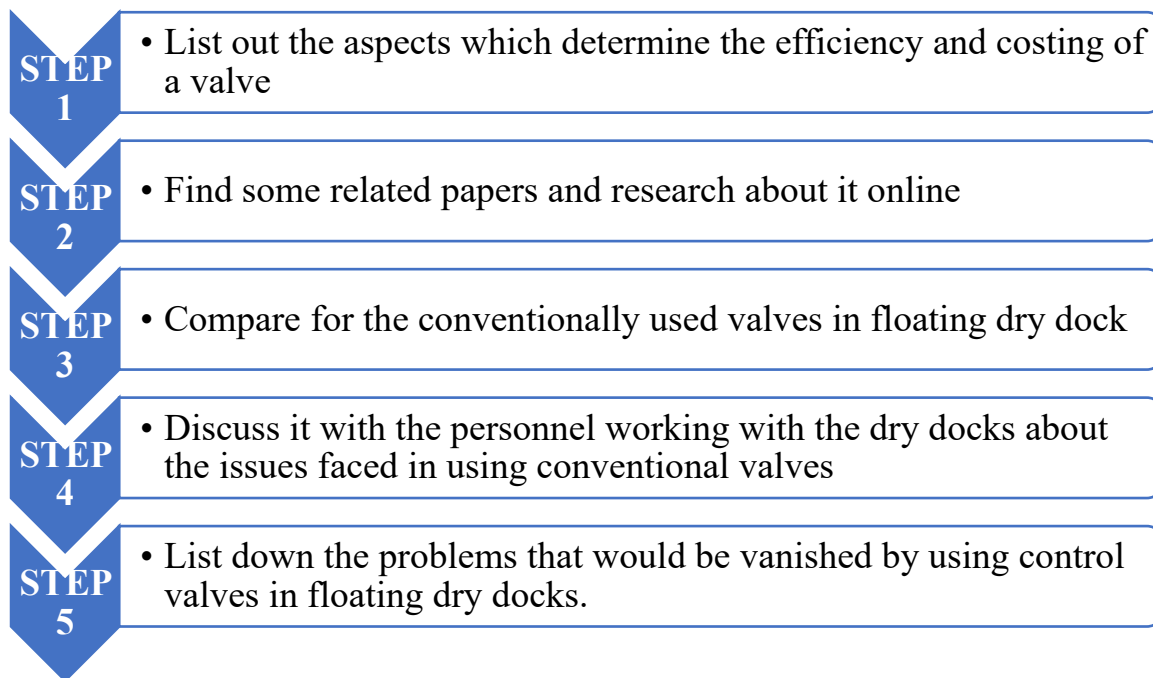 STEP
1
• List out the aspects which determine the efficiency and costing of
a valve
STEP
2
• Find some related papers and research about it online
STEP
3
• Compare for the conventionally used valves in floating dry dock
STEP
4
• Discuss it with the personnel working with the dry docks about
the issues faced in using conventional valves
STEP
5
• List down the problems that would be vanished by using control
valves in floating dry docks.